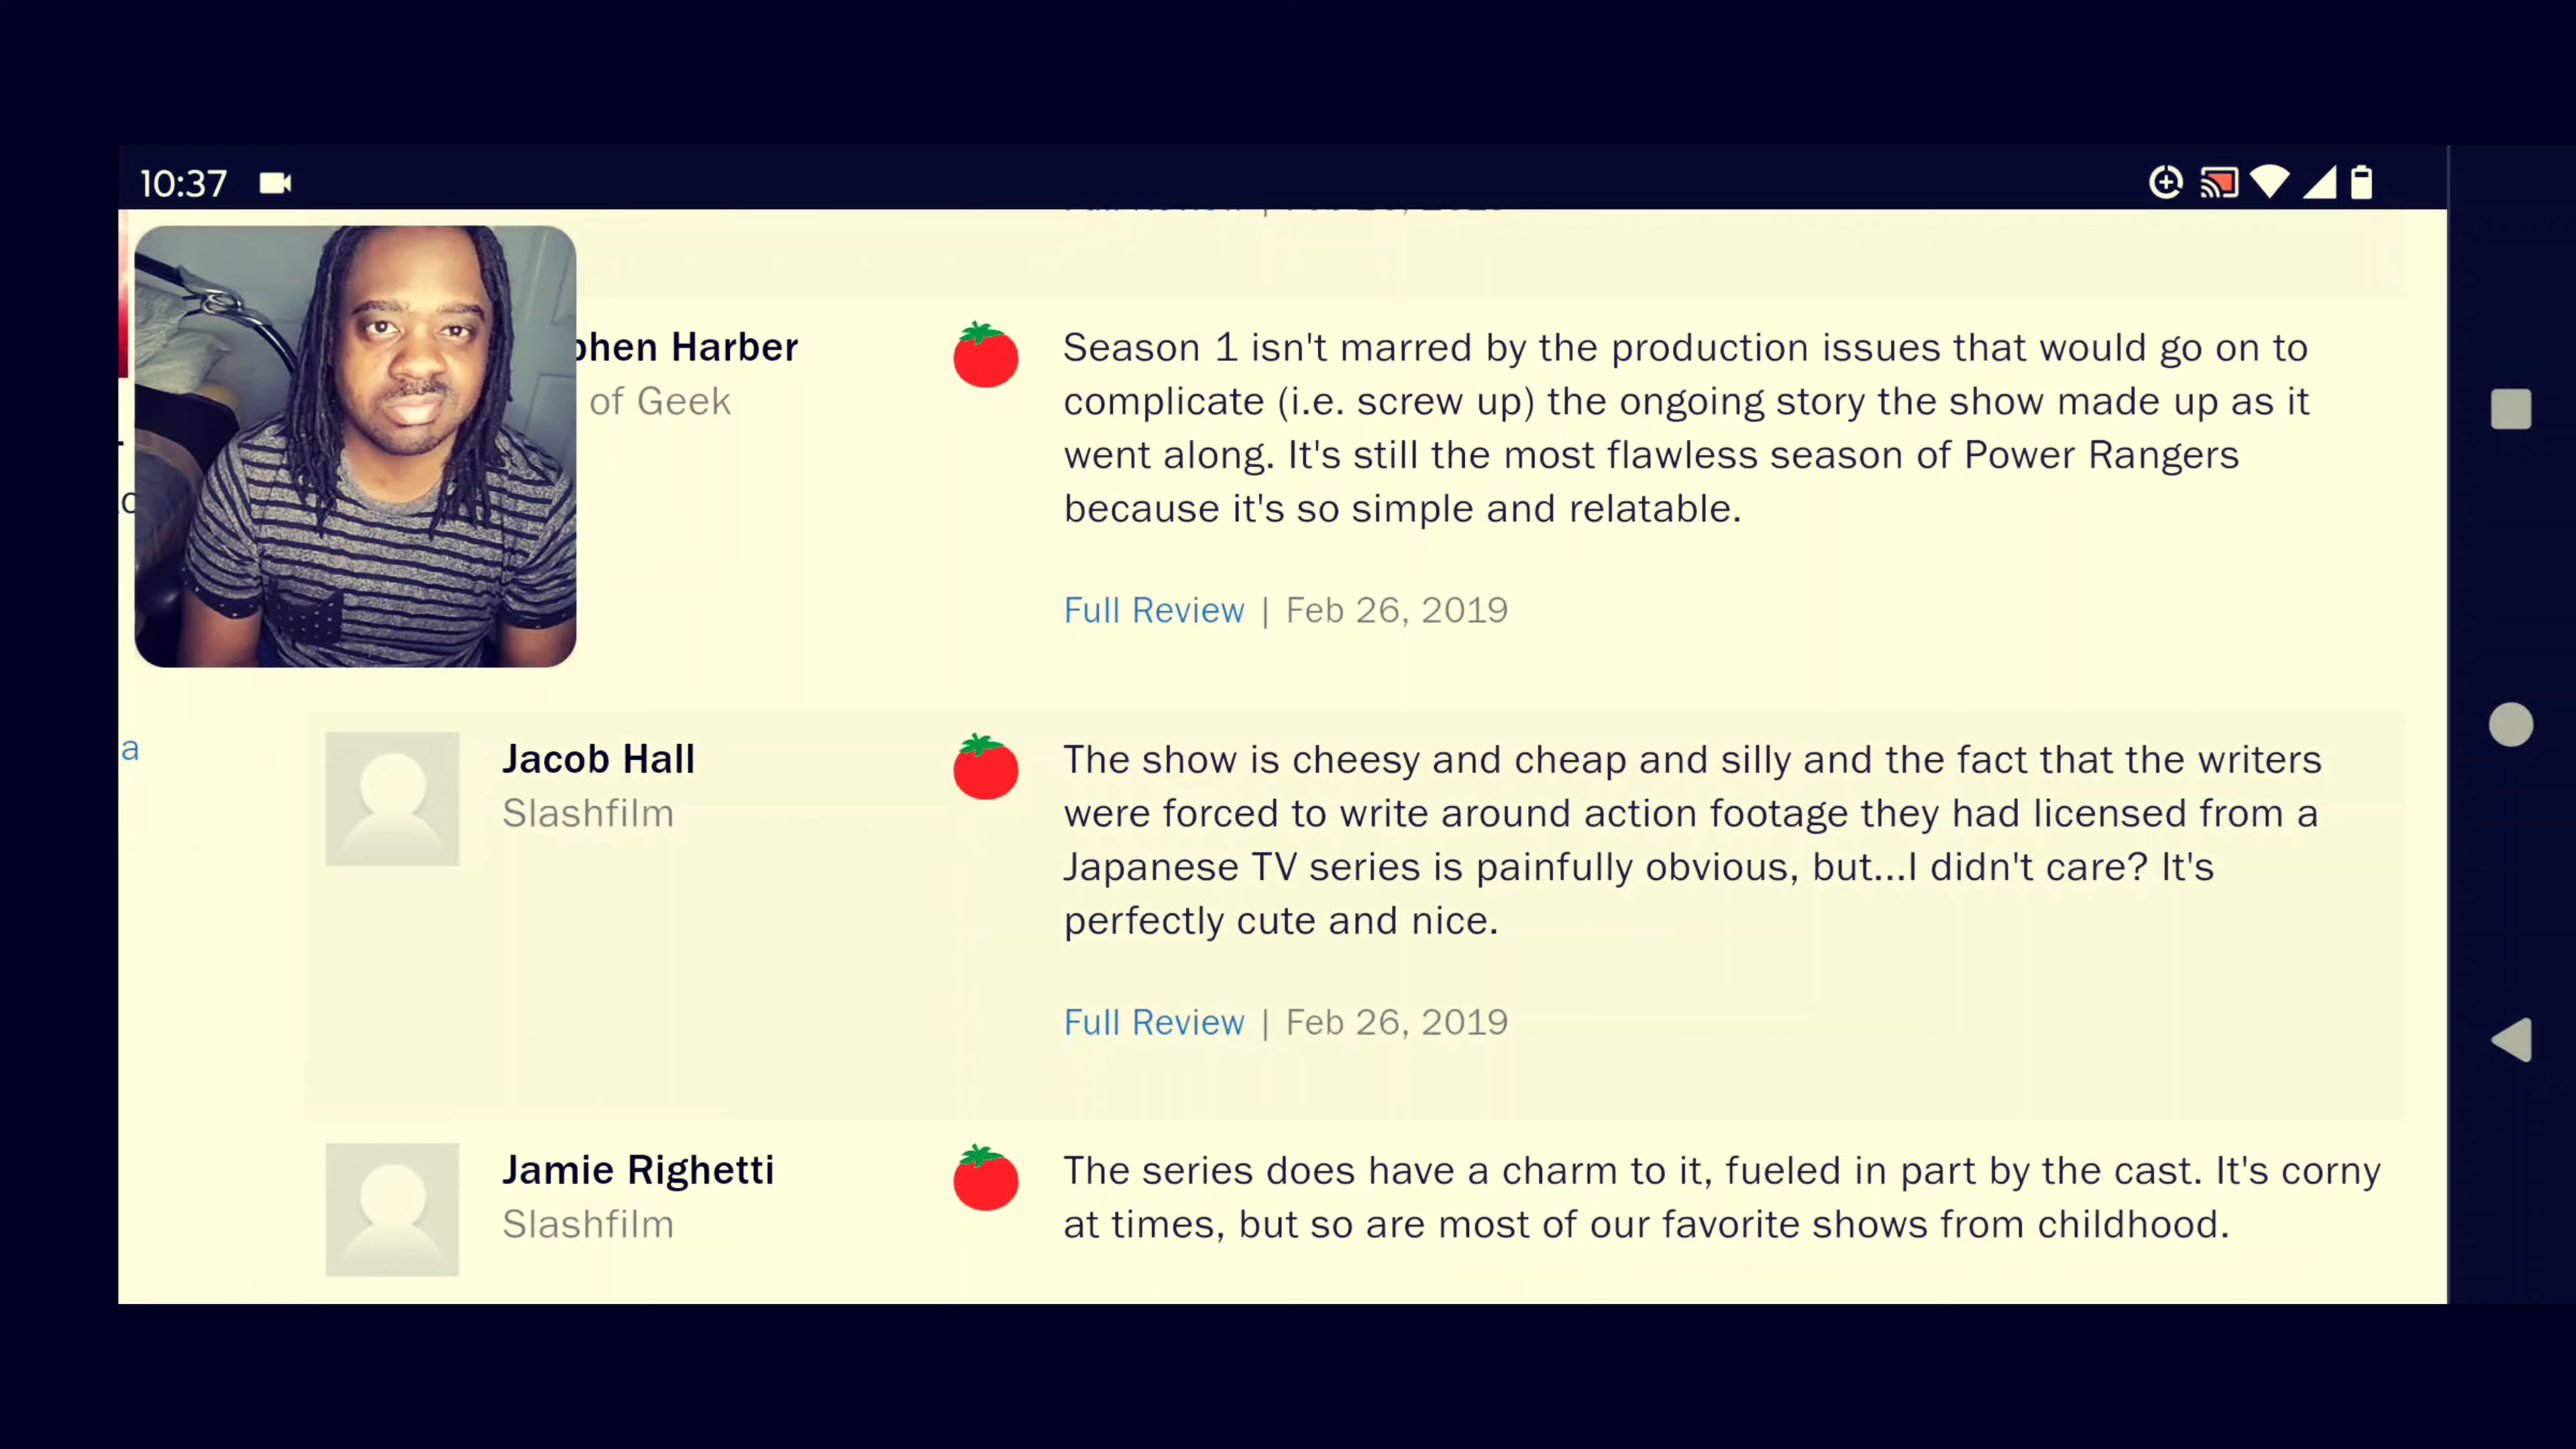 10:37
phen Harber
of Geek
Season 1 isn't marred by the production issues that would go on to
complicate (i.e. screw up) the ongoing story the show made up as it
went along. It's still the most flawless season of Power Rangers
because it's so simple and relatable.
Full Review | Feb 26, 2019
a
Jacob Hall
Slashfilm
The show is cheesy and cheap and silly and the fact that the writers
were forced to write around action footage they had licensed from a
Japanese TV series is painfully obvious, but...I didn't care? It's
perfectly cute and nice.
Full Review | Feb 26, 2019
Jamie Righetti
Slashfilm
The series does have a charm to it, fueled in part by the cast. It's corny
at times, but so are most of our favorite shows from childhood.